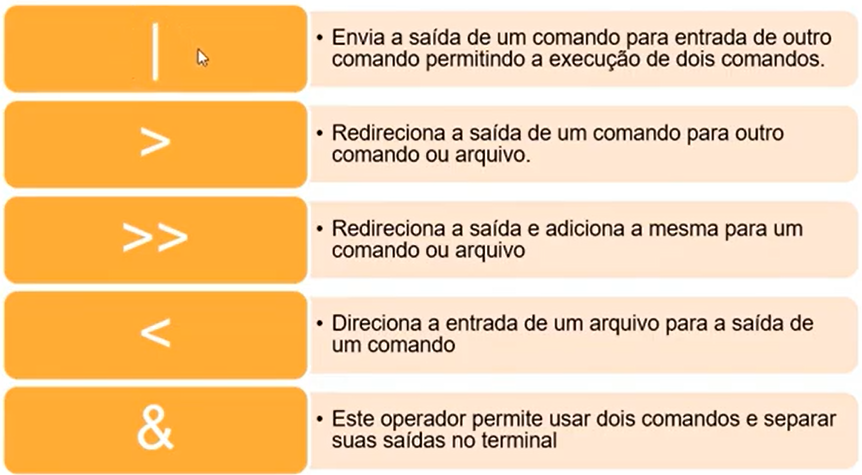 |
• Envia a saída de um comando para entrada de outro
comando permitindo a execução de dois comandos.
>
• Redireciona a saída de um comando para outro
comando ou arquivo.
>>
• Redireciona a saída e adiciona a mesma para um
comando ou arquivo
<
• Direciona a entrada de um arquivo para a saída de
um comando
&
• Este operador permite usar dois comandos e separar
suas saídas no terminal